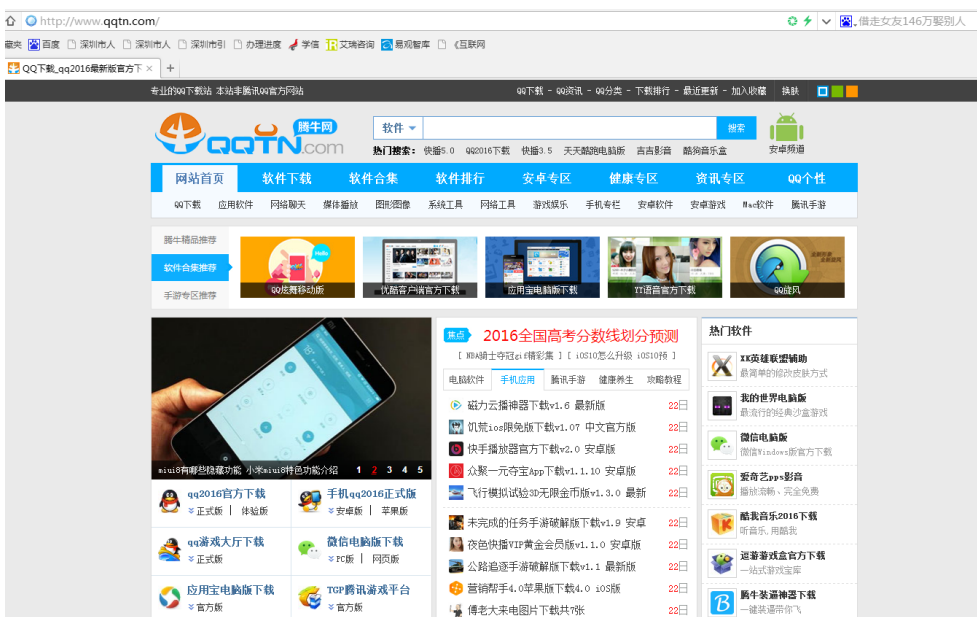 http://www.qqtn.com/
借走女友146万娶别人
藏夹 百度 深圳市人 深圳市人 深圳市引 办理进度 学信 艾瑞咨询 易观智库 《互联网
QQ下载_qq2016最新版官方下 × +
专业的QQ下载站 本站非腾讯QQ官方网站
QQ下载 - QQ资讯 - QQ分类 - 下载排行 - 最近更新 - 加入收藏 换肤
QQTN.com 腾牛网
软件 搜索
安卓频道
热门搜索: 快播5.0 QQ2016下载 快播3.5 天天酷跑电脑版 吉吉影音 酷狗音乐盒
网站首页 软件下载 软件合集 软件排行 安卓专区 健康专区 资讯专区 QQ个性
QQ下载 应用软件 网络聊天 媒体播放 图形图像 系统工具 网络工具 游戏娱乐 手机专栏 安卓软件 安卓游戏 Mac软件 腾讯手游
腾牛精品推荐
软件合集推荐
手游专区推荐
Hello
QQ炫舞移动版
优酷客户端官方下载
应用宝电脑版下载
YY语音官方下载
QQ旋风
miui8有哪些隐藏功能 小米miui8特色功能介绍 1 2 3 4 5
qq2016官方下载
正式版 | 体验版
手机qq2016正式版
安卓版 | 苹果版
qq游戏大厅下载
正式版
微信电脑版下载
PC版 | 网页版
应用宝电脑版下载
官方版
TGP腾讯游戏平台
官方版
焦点 2016全国高考分数线划分预测
[ NBA骑士夺冠gif精彩集 ] [ iOS10怎么升级 iOS10预 ]
电脑软件 手机应用 腾讯手游 健康养生 攻略教程
磁力云播神器下载v1.6 最新版 22日
饥荒ios限免版下载v1.07 中文官方版 22日
快手播放器官方下载v2.0 安卓版 22日
众聚一元夺宝App下载v1.1.10 安卓版 22日
飞行模拟试验3D无限金币版v1.3.0 最新 22日
未完成的任务手游破解版下载v1.9 安卓 22日
夜色快播VIP黄金会员版v1.1.0 安卓版 22日
公路追逐手游破解版下载v1.1 最新版 22日
营销帮手4.0苹果版下载4.0 iOS版 22日
傅老大来电图片下载共7张 22日
热门软件
XX英雄联盟辅助
最简单的修改皮肤方式
我的世界电脑版
最流行的经典沙盒游戏
微信电脑版
微信Windows版官方下载
爱奇艺pps影音
播放流畅、完全免费
酷我音乐2016下载
听音乐,用酷我
逗游游戏盒官方下载
一站式游戏宝库
腾牛装逼神器下载
一键装逼带你飞